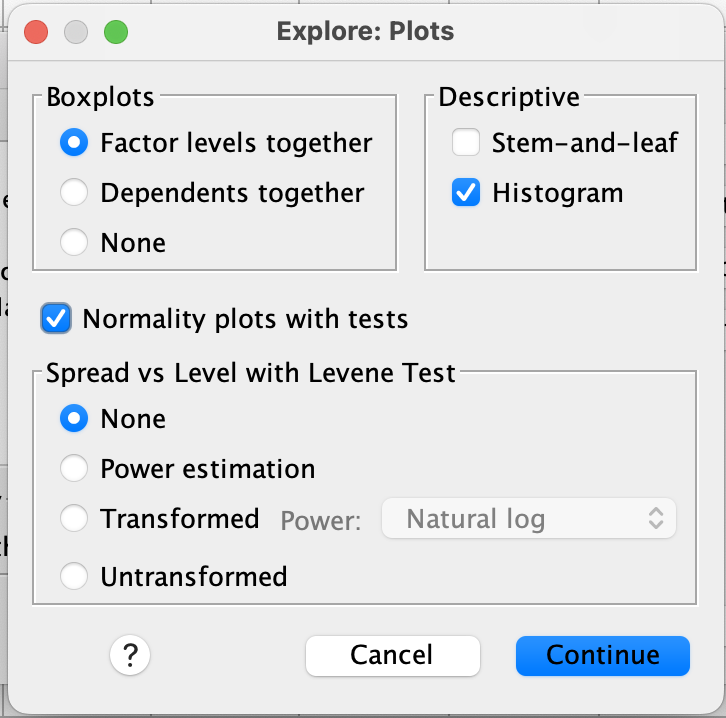 Explore: Plots
Boxplots
Factor levels together
Dependents together
None
Descriptive
Stem-and-leaf
Histogram
Normality plots with tests
Spread vs Level with Levene Test
None
Power estimation
Transformed Power: Natural log
Untransformed
? Cancel Continue